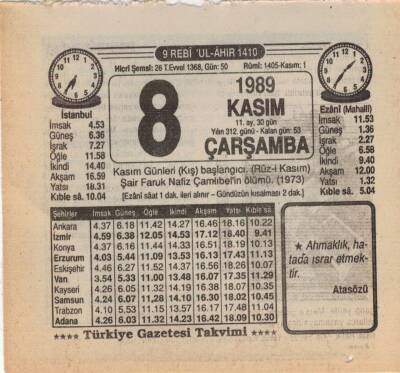 9 REBİ 'UL-ÂHIR 1410
Hicrî Şemsî: 26 T.Evvel 1368, Gün: 50 Rûmî: 1405-Kasım: 1
8
1989
KASIM
11. ay, 30 gün
Yılın 312. günü - Kalan gün: 53
ÇARŞAMBA
İstanbul
İmsak 4.53
Güneş 6.36
İşrak 7.27
Öğle 11.58
İkindi 14.40
Akşam 16.59
Yatsı 18.31
Kıble sâ. 10.04
Ezânî (Mahallî)
İmsak 11.53
Güneş 1.36
İşrak 2.27
Öğle 6.58
İkindi 9.40
Akşam 12.00
Yatsı 1.32
Kıble sâ. 5.04
Kasım Günleri (Kış) başlangıcı. (Rûz-i Kasım)
Şair Faruk Nafiz Çamlıbel'in ölümü. (1973)
[Ezânî sâat 1 dak. ileri alınır – Gündüzün kısalması 2 dak.]
Şehirler İmsak Güneş Öğle İkindi Akşam Yatsı Kıble sâ.
Ankara 4.37 6.18 11.42 14.27 16.46 18.16 10.22
İzmir 4.59 6.38 12.05 14.53 17.12 18.40 9.41
Konya 4.37 6.16 11.44 14.33 16.51 18.19 10.13
Erzurum 4.03 5.44 11.09 13.53 16.13 17.43 11.13
Eskişehir 4.46 6.27 11.52 14.37 16.56 18.26 10.07
Van 3.54 5.33 11.00 13.48 16.07 17.35 11.29
Kayseri 4.26 6.05 11.32 14.19 16.38 18.07 10.35
Samsun 4.24 6.07 11.28 14.10 16.30 18.02 10.45
Trabzon 4.10 5.53 11.15 13.57 16.17 17.48 11.04
Adana 4.26 6.03 11.32 14.23 16.42 18.09 10.30
★ Ahmaklık, ha-
tada ısrar etmek-
tir.
Atasözü
★★★★ Türkiye Gazetesi Takvimi ★★★★